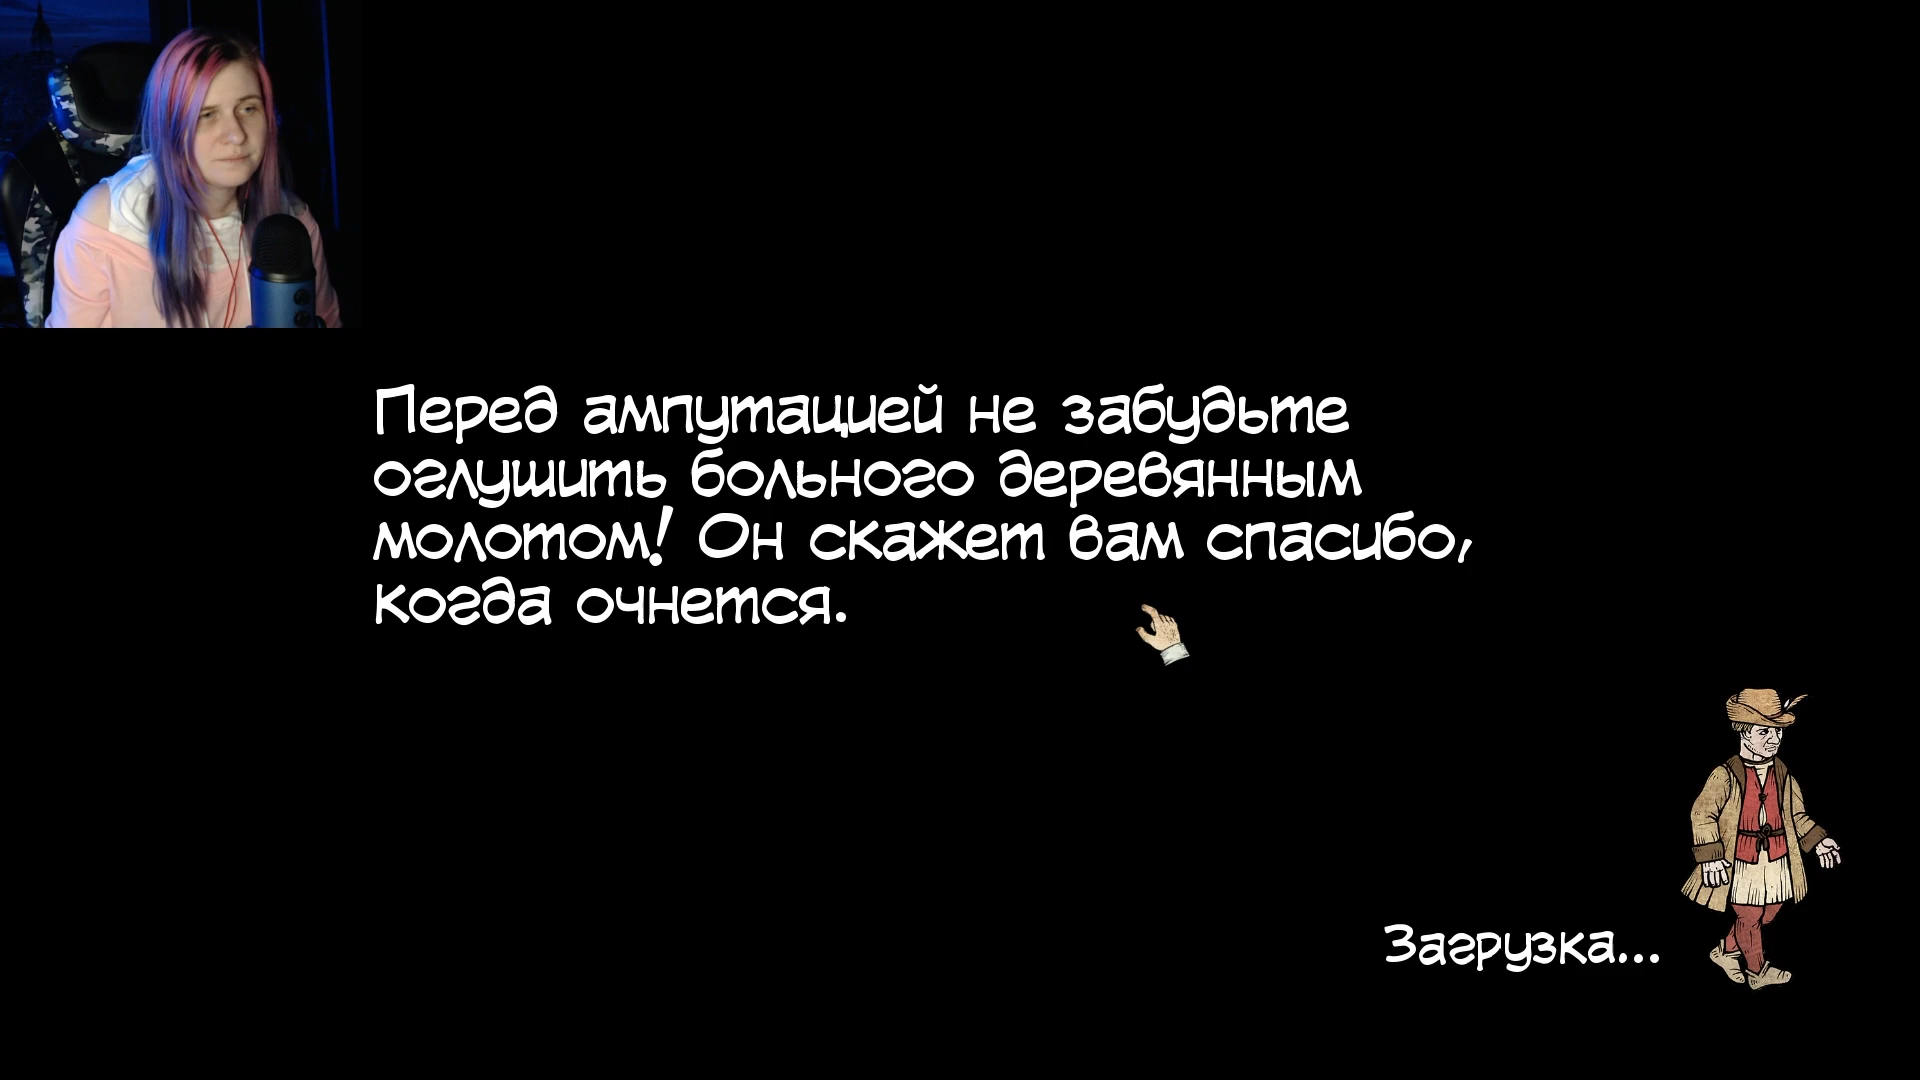 Перед ампутацией не забудьте
оглушить больного деревянным
молотом! Он скажет вам спасибо,
когда очнется.
Загрузка...